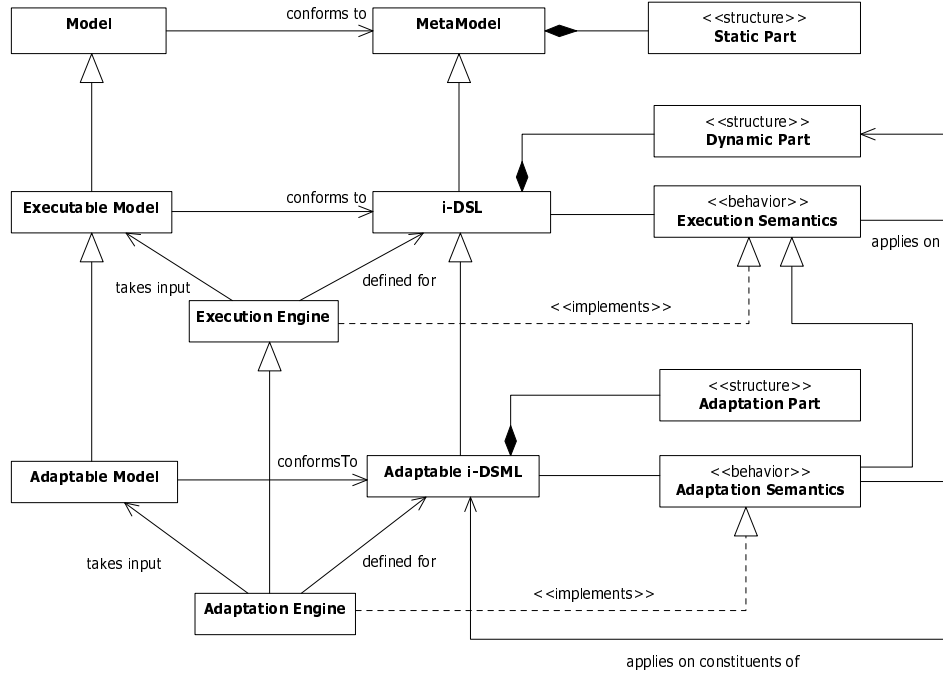 conforms to
Model
MetaModel
<<structure>>
Static Part
<<structure>>
Dynamic Part
Executable Model
conforms to
i-DSL
<<behavior>>
Execution Semantics
applies on
takes input
defined for
Execution Engine
<<implements>>
<<structure>>
Adaptation Part
Adaptable Model
conformsTo
Adaptable i-DSML
<<behavior>>
Adaptation Semantics
takes input
defined for
Adaptation Engine
<<implements>>
applies on constituents of